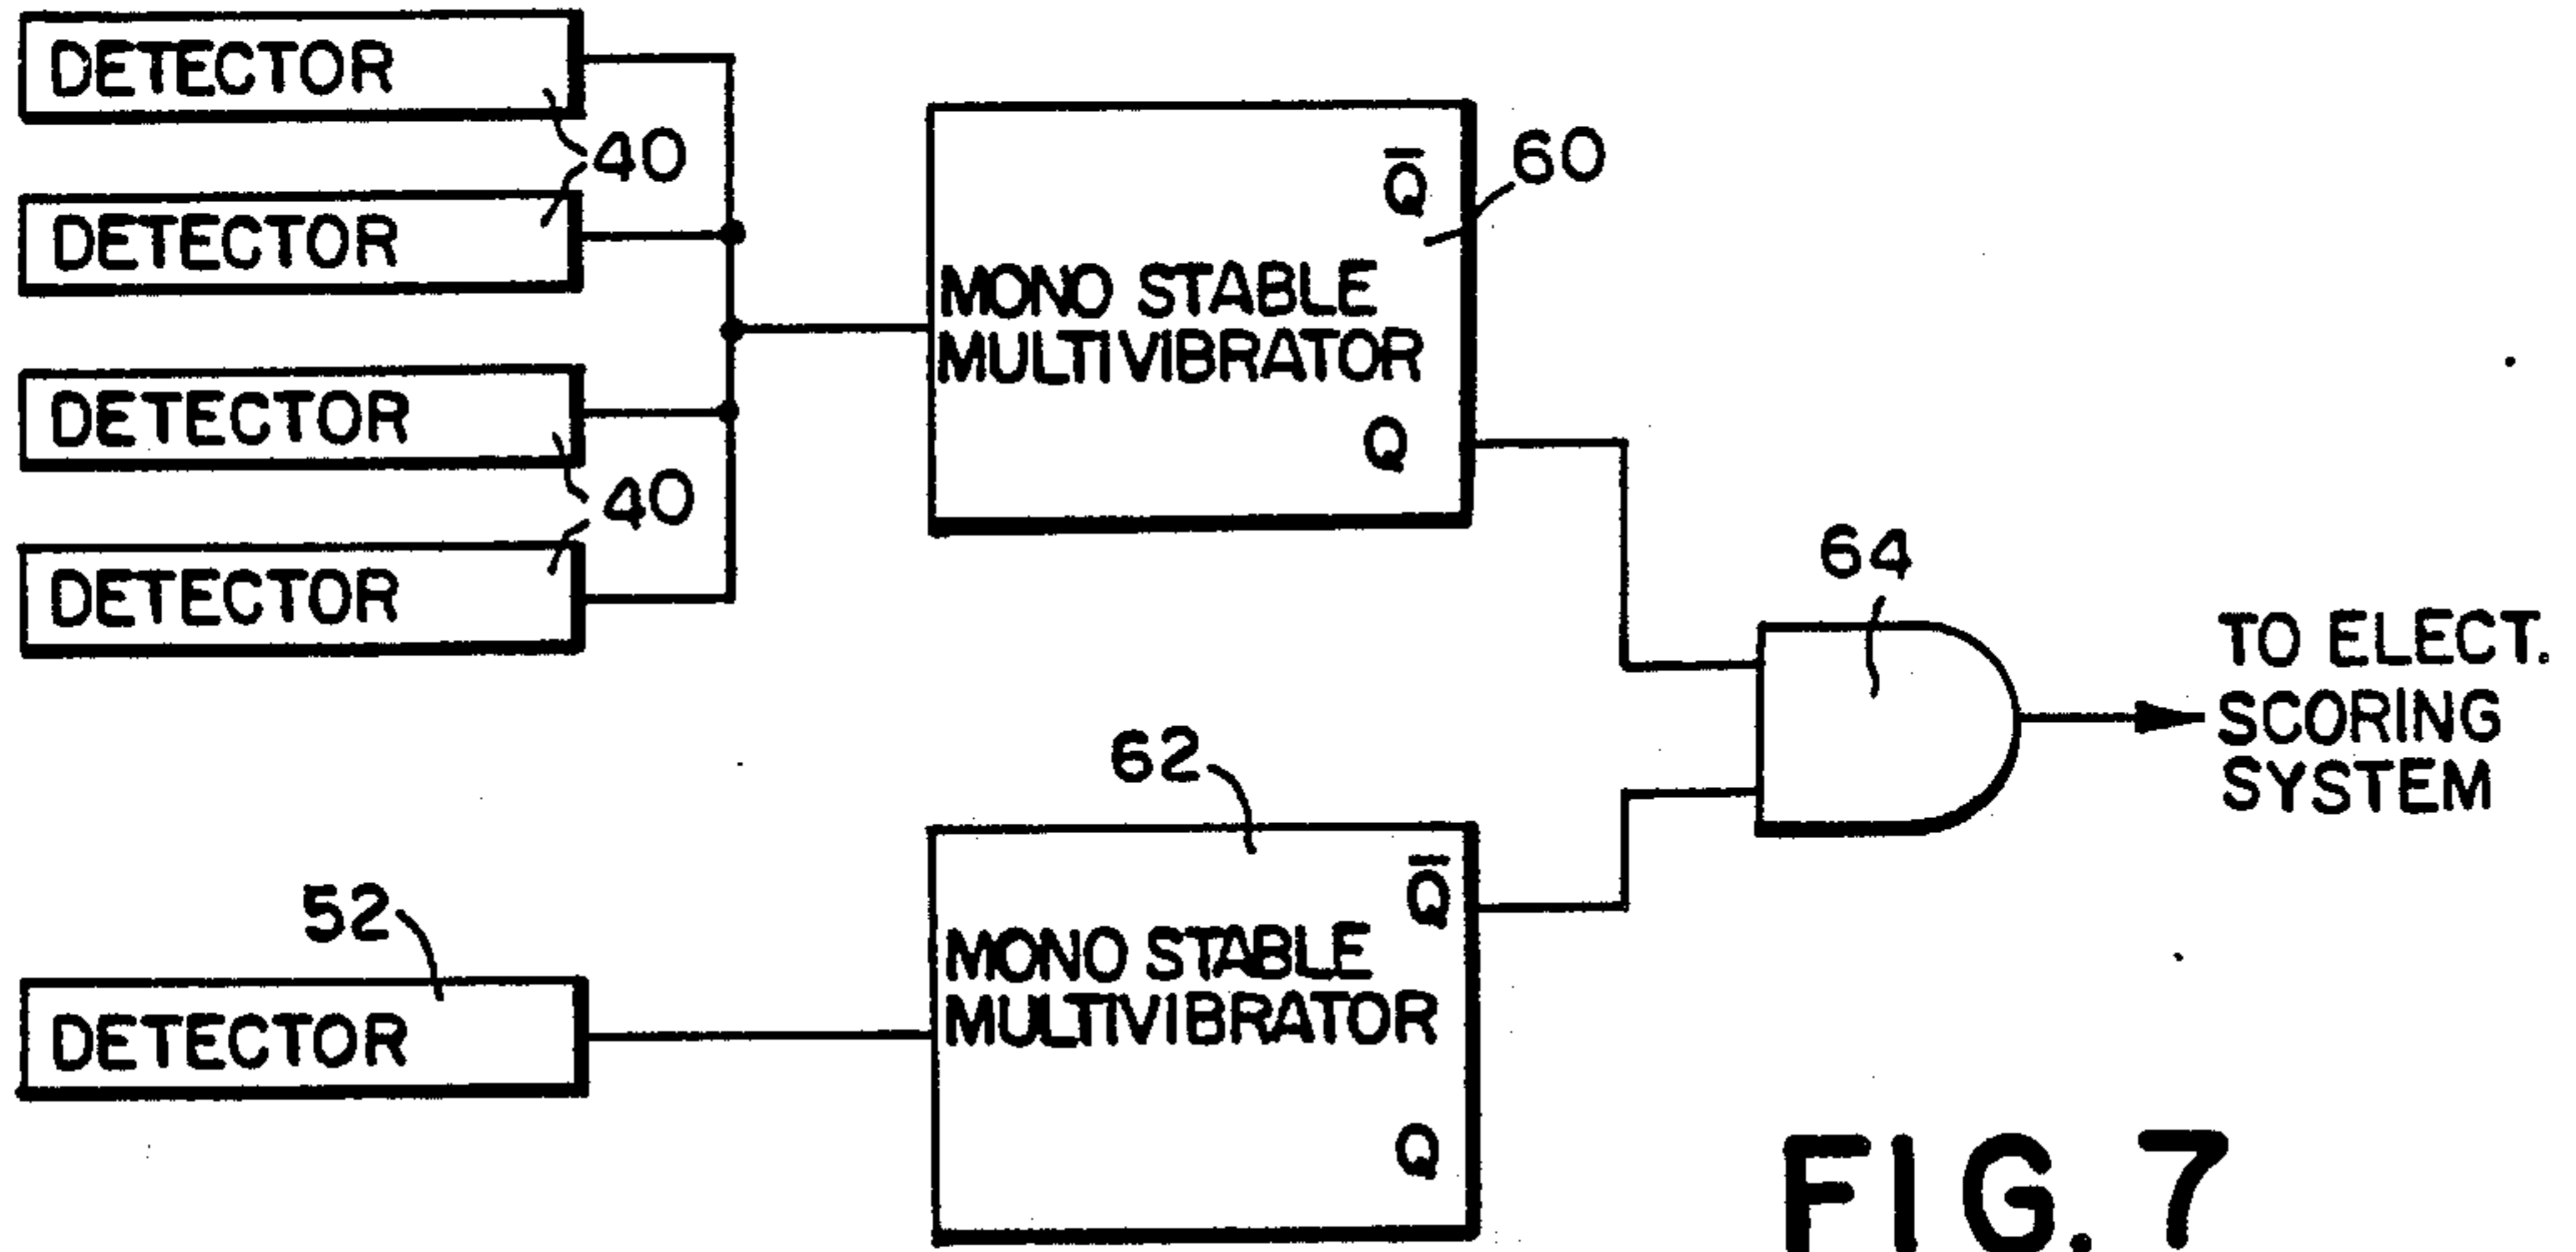 DETECTOR
40
DETECTOR
DETECTOR
40
DETECTOR
Q̅
60
MONO STABLE
MULTIVIBRATOR
Q
64
TO ELECT.
SCORING
SYSTEM
62
52
DETECTOR
Q̅
MONO STABLE
MULTIVIBRATOR
Q
FIG. 7